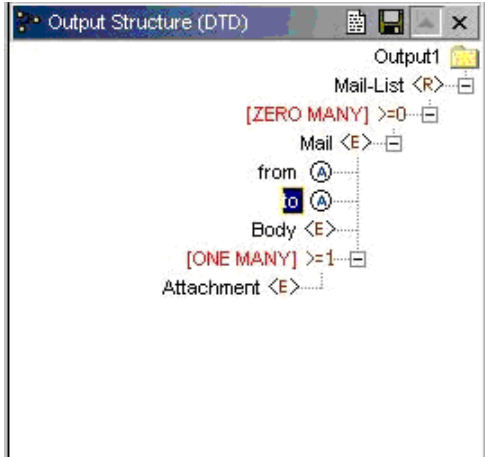 Output Structure (DTD)
Output1
Mail-List <R>
[ZERO MANY] >=0
Mail <E>
from A
to A
Body <E>
[ONE MANY] >=1
Attachment <E>